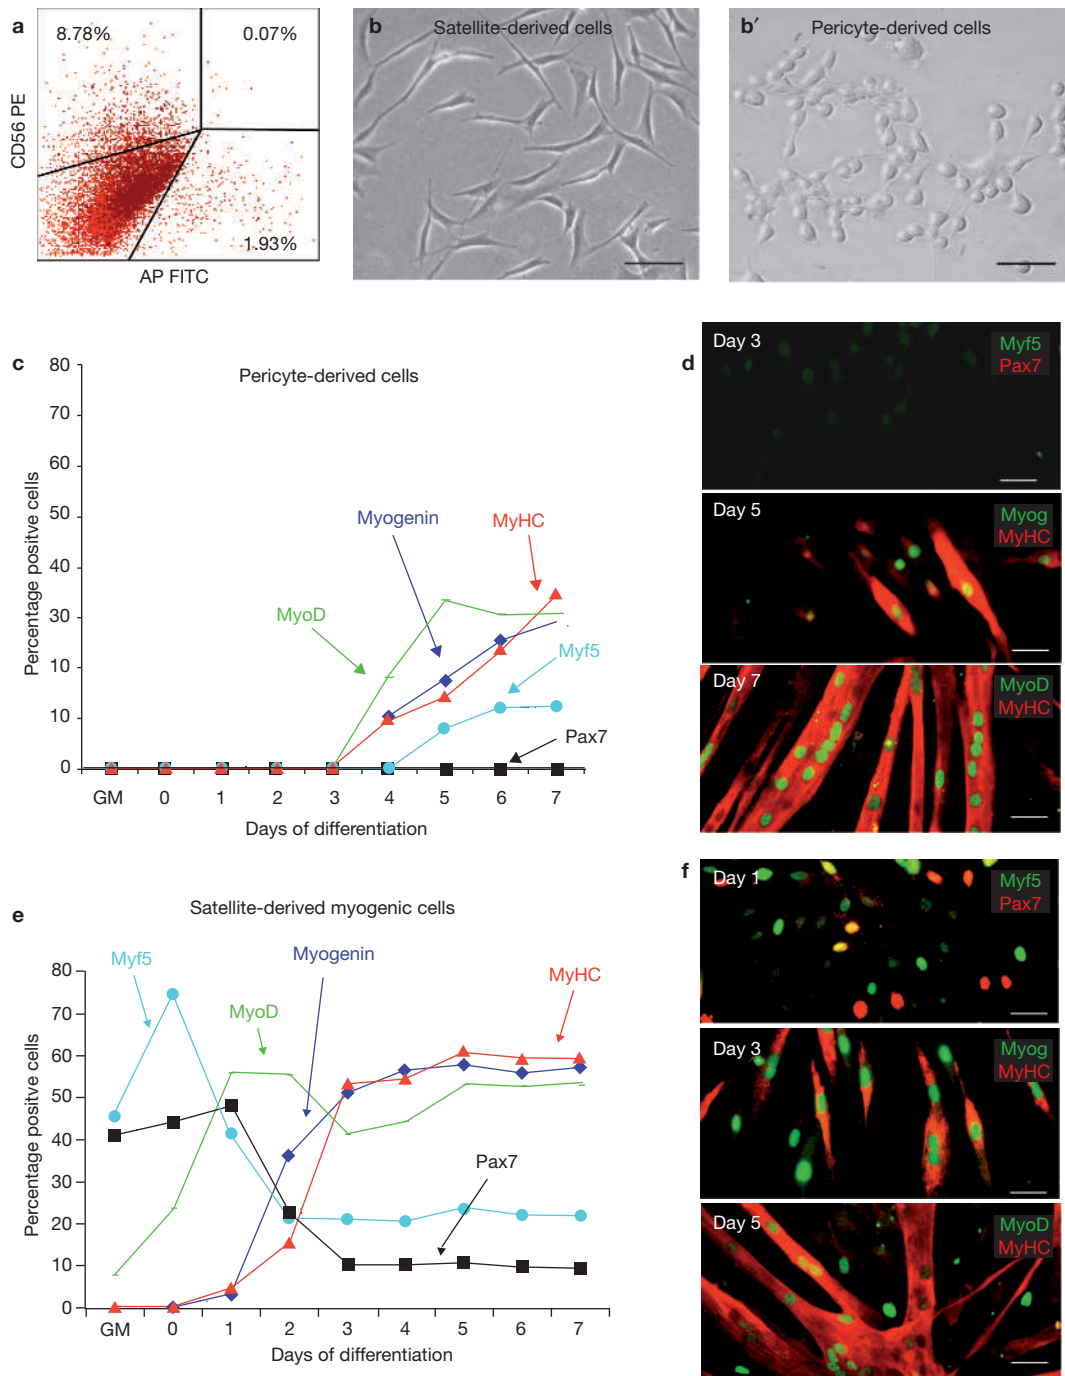 a
8.78%
0.07%
CD56 PE
1.93%
AP FITC
b
Satellite-derived cells
b′
Pericyte-derived cells
c
Pericyte-derived cells
80
70
60
50
40
30
10
10
0
Percentage positve cells
Myogenin
MyHC
MyoD
Myf5
Pax7
GM 0 1 2 3 4 5 6 7
Days of differentiation
d
Day 3
Myf5
Pax7
Day 5
Myog
MyHC
Day 7
MyoD
MyHC
e
Satellite-derived myogenic cells
Myf5
Myogenin
MyoD
MyHC
Pax7
80
70
60
50
40
30
20
10
0
Percentage positve cells
GM 0 1 2 3 4 5 6 7
Days of differentiation
f
Day 1
Myf5
Pax7
Day 3
Myog
MyHC
Day 5
MyoD
MyHC